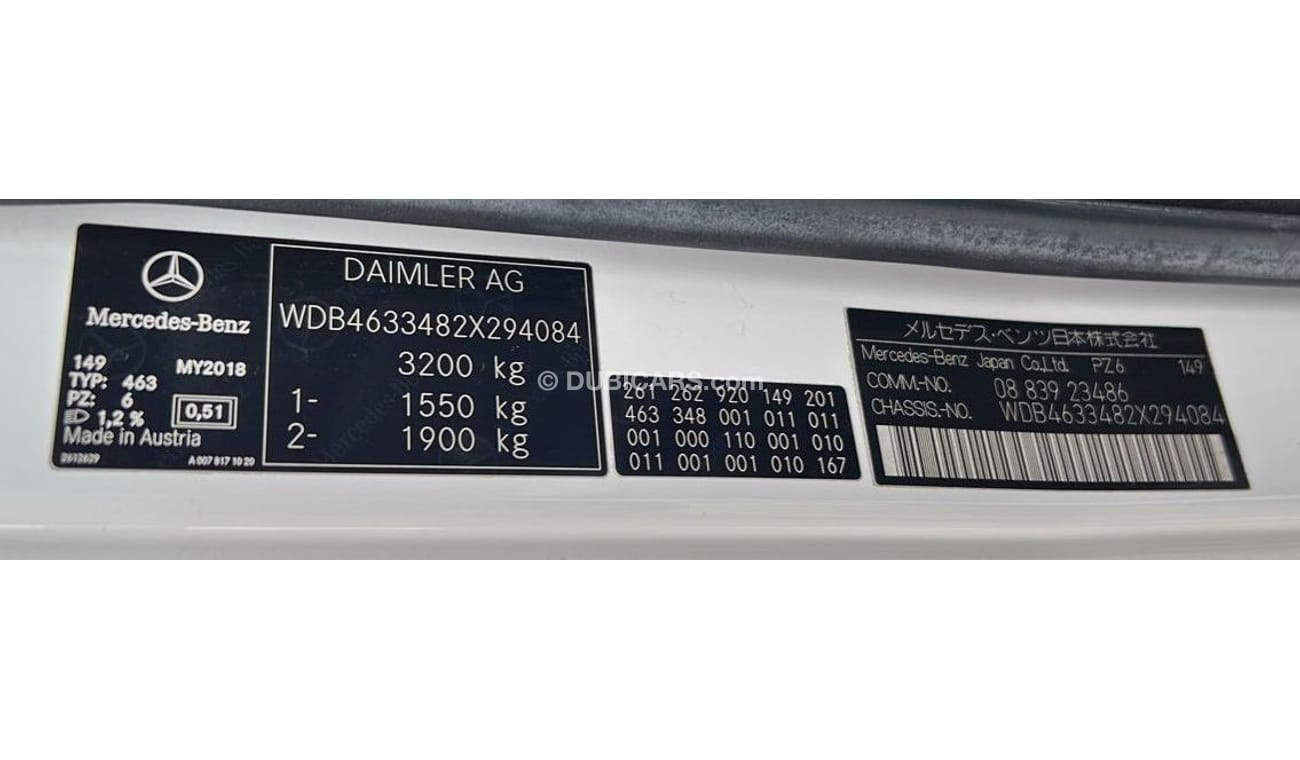 Mercedes-Benz
149 MY2018
TYP: 463
PZ: 6
1,2 % 0,51
Made in Austria
2612629 A 007 817 10 20
DAIMLER AG
WDB4633482X294084
3200 kg
1- 1550 kg
2- 1900 kg
© DUBICARS.com
261 262 920 149 201
463 348 001 011 011
001 000 110 001 010
011 001 001 010 167
メルセデス・ベンツ日本株式会社
Mercedes-Benz Japan Co.,Ltd. PZ6 149
COMM.-NO. 08 839 23486
CHASSIS.-NO. WDB4633482X294084